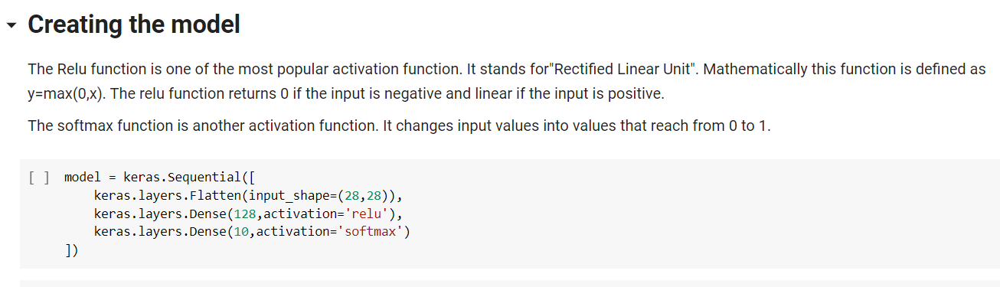 Creating the model
The Relu function is one of the most popular activation function. It stands for"Rectified Linear Unit". Mathematically this function is defined as
y=max(0,x). The relu function returns 0 if the input is negative and linear if the input is positive.
The softmax function is another activation function. It changes input values into values that reach from 0 to 1.
[ ] model = keras.Sequential([
    keras.layers.Flatten(input_shape=(28,28)),
    keras.layers.Dense(128,activation='relu'),
    keras.layers.Dense(10,activation='softmax')
])